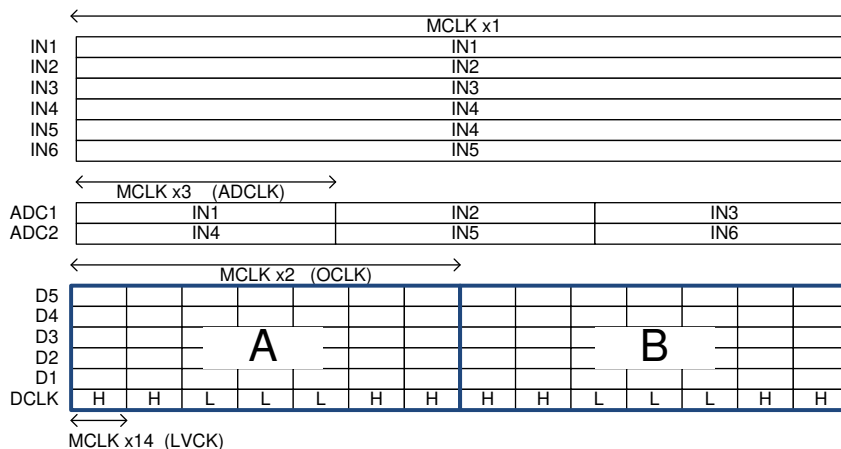 MCLK x1
IN1 IN1
IN2 IN2
IN3 IN3
IN4 IN4
IN5 IN4
IN6 IN5
MCLK x3 (ADCLK)
ADC1 IN1 IN2 IN3
ADC2 IN4 IN5 IN6
MCLK x2 (OCLK)
D5
D4
D3
A B
D2
D1
DCLK H H L L L H H H H L L L H H
MCLK x14 (LVCK)